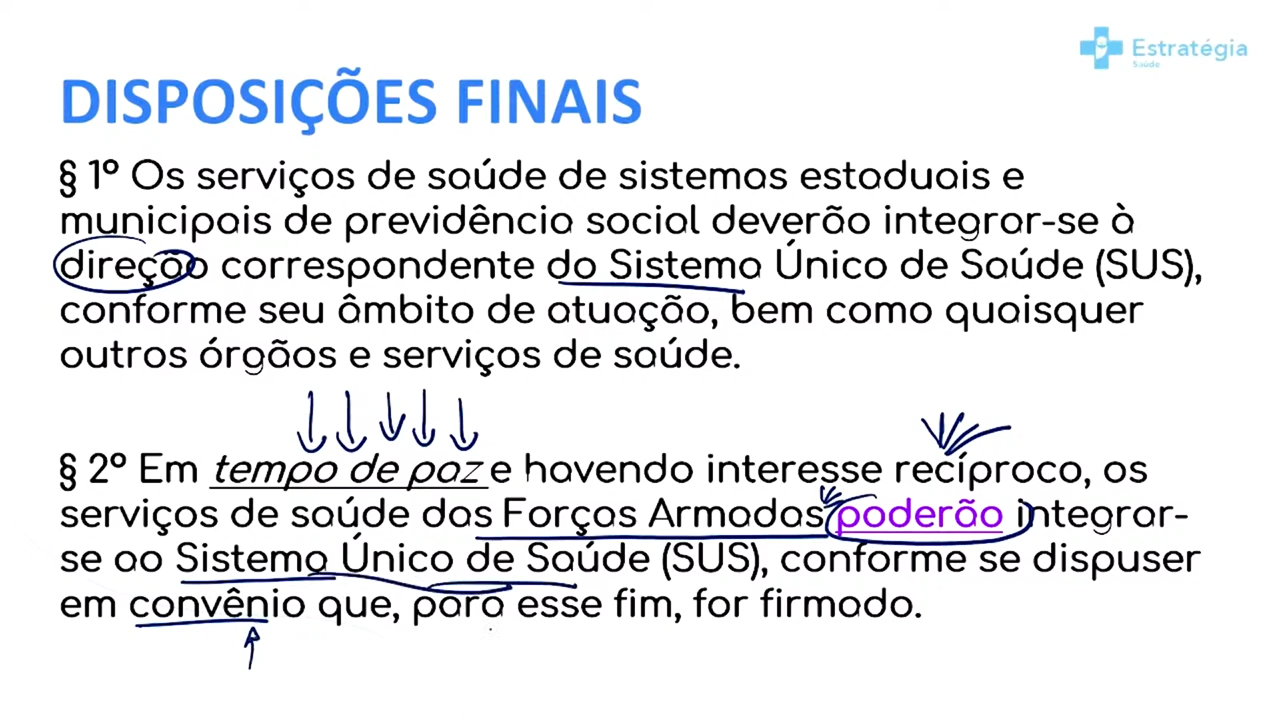 Estratégia
Saúde
DISPOSIÇÕES FINAIS
§ 1º Os serviços de saúde de sistemas estaduais e
municipais de previdência social deverão integrar-se à
direção correspondente do Sistema Único de Saúde (SUS),
conforme seu âmbito de atuação, bem como quaisquer
outros órgãos e serviços de saúde.
§ 2º Em tempo de paz e havendo interesse recíproco, os
serviços de saúde das Forças Armadas poderão integrar-
se ao Sistema Único de Saúde (SUS), conforme se dispuser
em convênio que, para esse fim, for firmado.